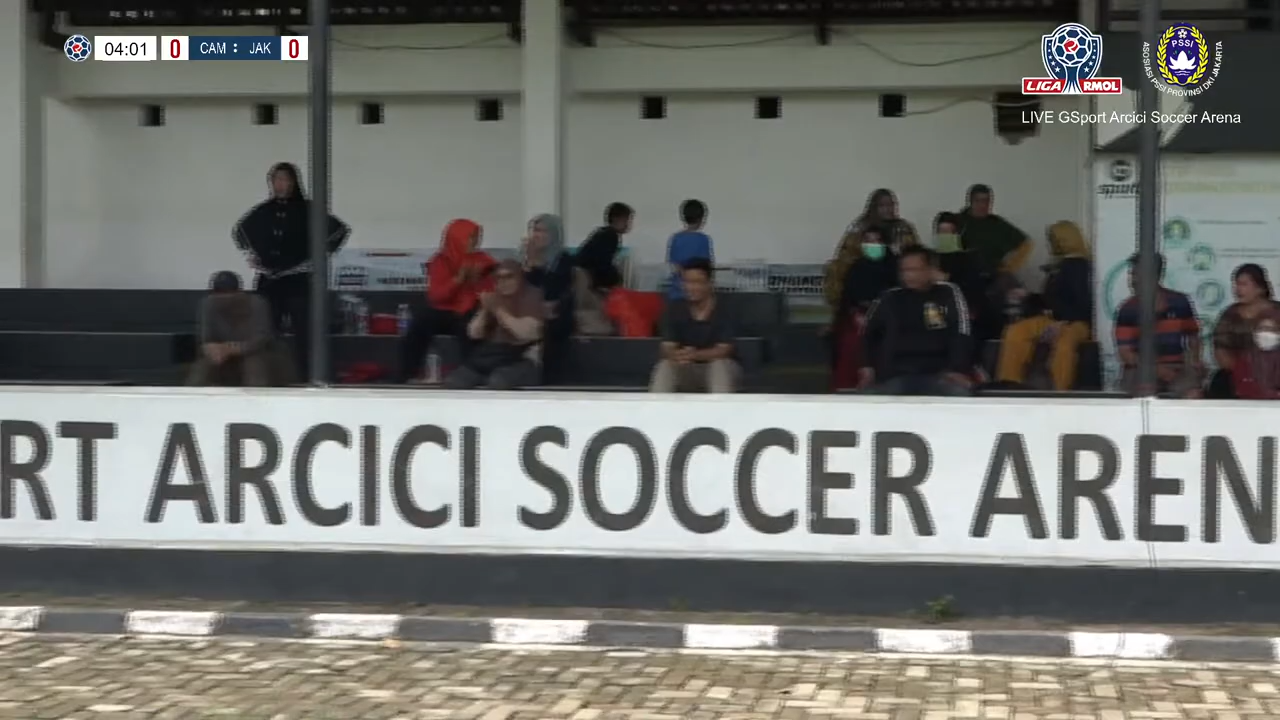 04:01 0 CAM : JAK 0
LIGA RMOL
PSSI
ASOSIASI PSSI PROVINSI DKI JAKARTA
LIVE GSport Arcici Soccer Arena
RT ARCICI SOCCER AREN